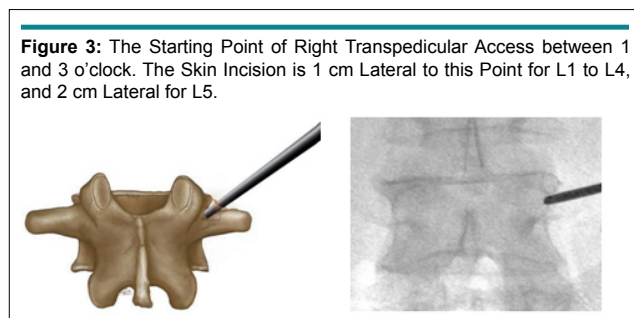 Figure 3: The Starting Point of Right Transpedicular Access between 1
and 3 o’clock. The Skin Incision is 1 cm Lateral to this Point for L1 to L4,
and 2 cm Lateral for L5.